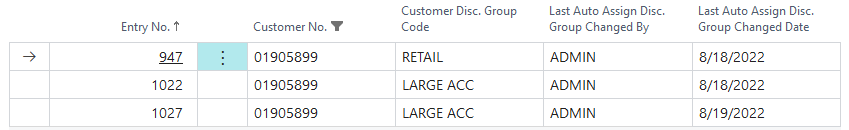 Entry No.↑ Customer No. Customer Disc. Group Code Last Auto Assign Disc. Group Changed By Last Auto Assign Disc. Group Changed Date
947 01905899 RETAIL ADMIN 8/18/2022
1022 01905899 LARGE ACC ADMIN 8/18/2022
1027 01905899 LARGE ACC ADMIN 8/19/2022